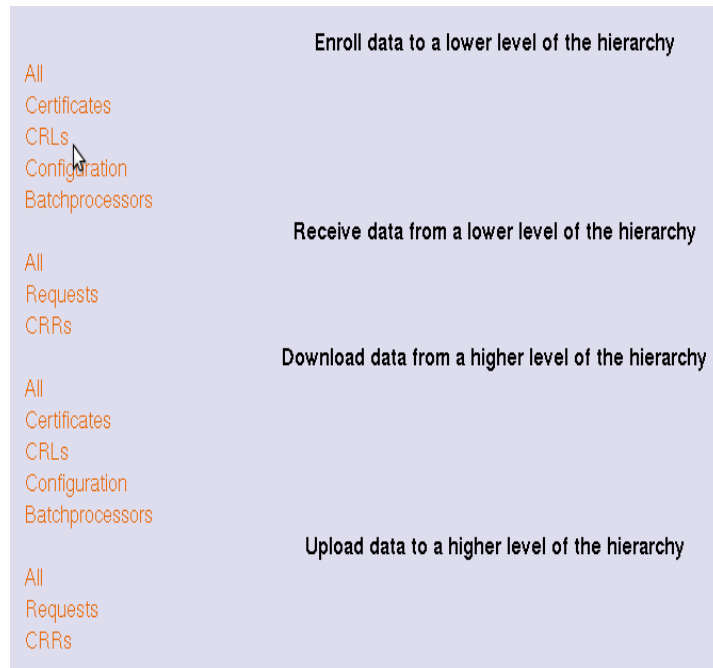 Enroll data to a lower level of the hierarchy
All
Certificates
CRLs
Configuration
Batchprocessors
Receive data from a lower level of the hierarchy
All
Requests
CRRs
Download data from a higher level of the hierarchy
All
Certificates
CRLs
Configuration
Batchprocessors
Upload data to a higher level of the hierarchy
All
Requests
CRRs